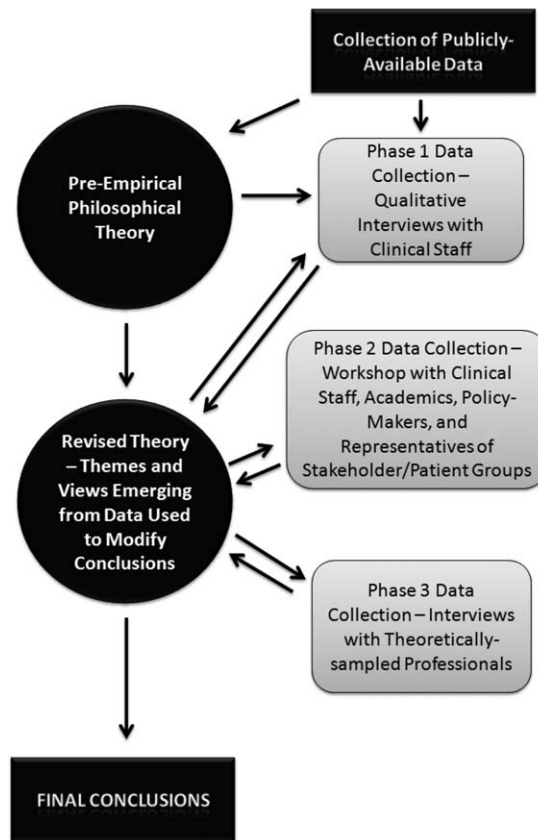 Collection of Publicly-
Available Data
Pre-Empirical
Philosophical
Theory
Phase 1 Data
Collection –
Qualitative
Interviews with
Clinical Staff
Phase 2 Data Collection –
Workshop with Clinical
Staff, Academics, Policy-
Makers, and
Representatives of
Stakeholder/Patient Groups
Revised Theory
– Themes and
Views Emerging
from Data Used
to Modify
Conclusions
Phase 3 Data
Collection – Interviews
with Theoretically-
sampled Professionals
FINAL CONCLUSIONS